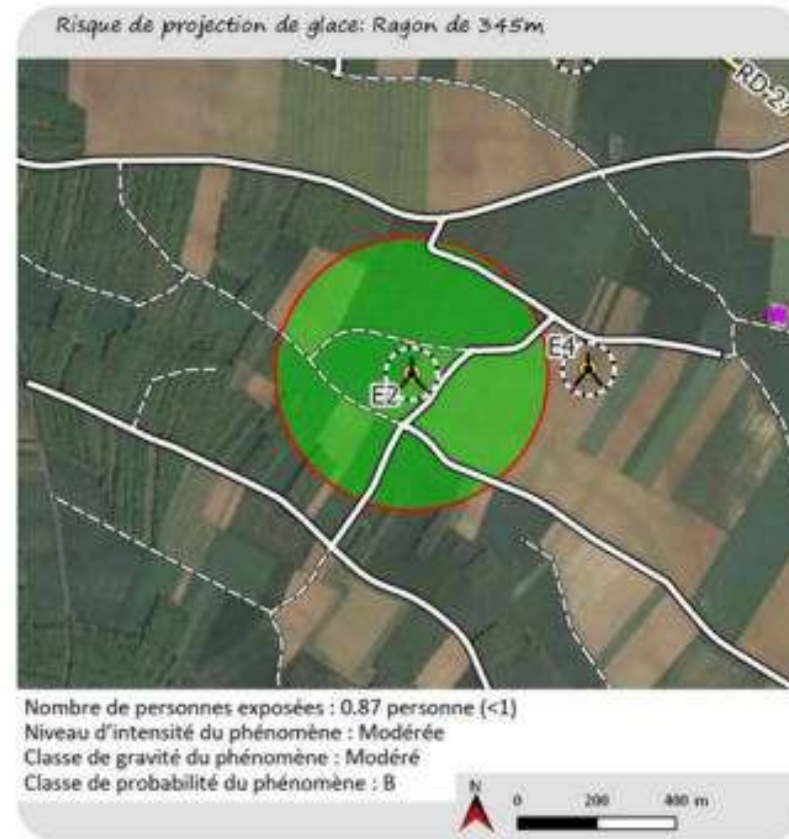 Risque de projection de glace: Rayon de 345m
RD-27
E4
E2
Nombre de personnes exposées : 0.87 personne (<1)
Niveau d'intensité du phénomène : Modérée
Classe de gravité du phénomène : Modéré
Classe de probabilité du phénomène : B
N
0 200 400 m